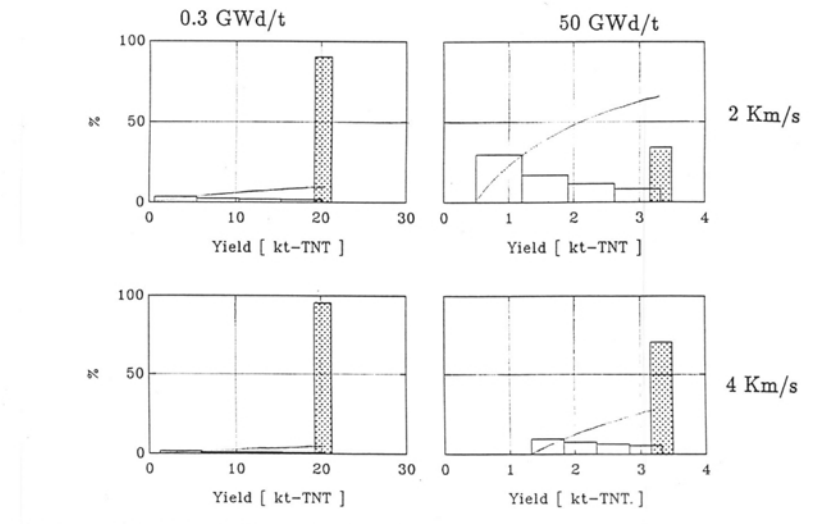 0.3 GWd/t
50 GWd/t
100
50
0
%
0 10 20 30
0 1 2 3 4
Yield [ kt-TNT ]
Yield [ kt-TNT ]
2 Km/s
100
50
0
%
0 10 20 30
0 1 2 3 4
Yield [ kt-TNT ]
Yield [ kt-TNT.]
4 Km/s